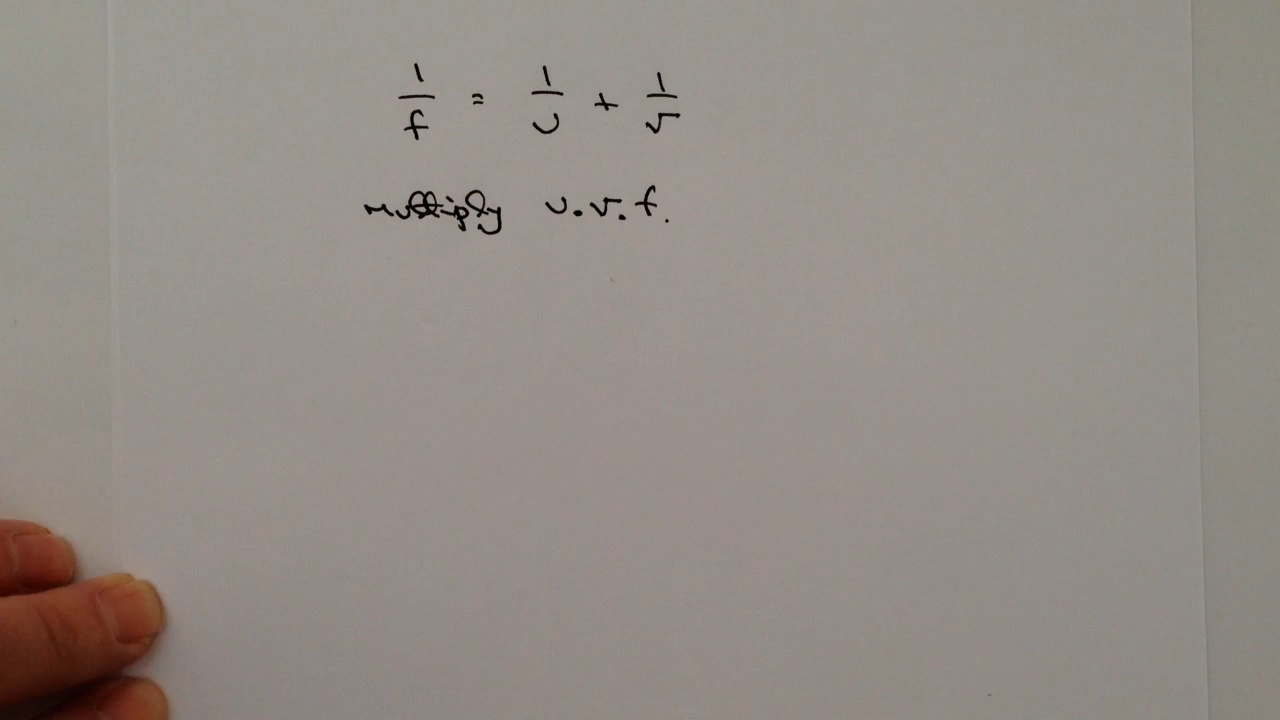 1/f = 1/u + 1/v
multiply u.v.f.